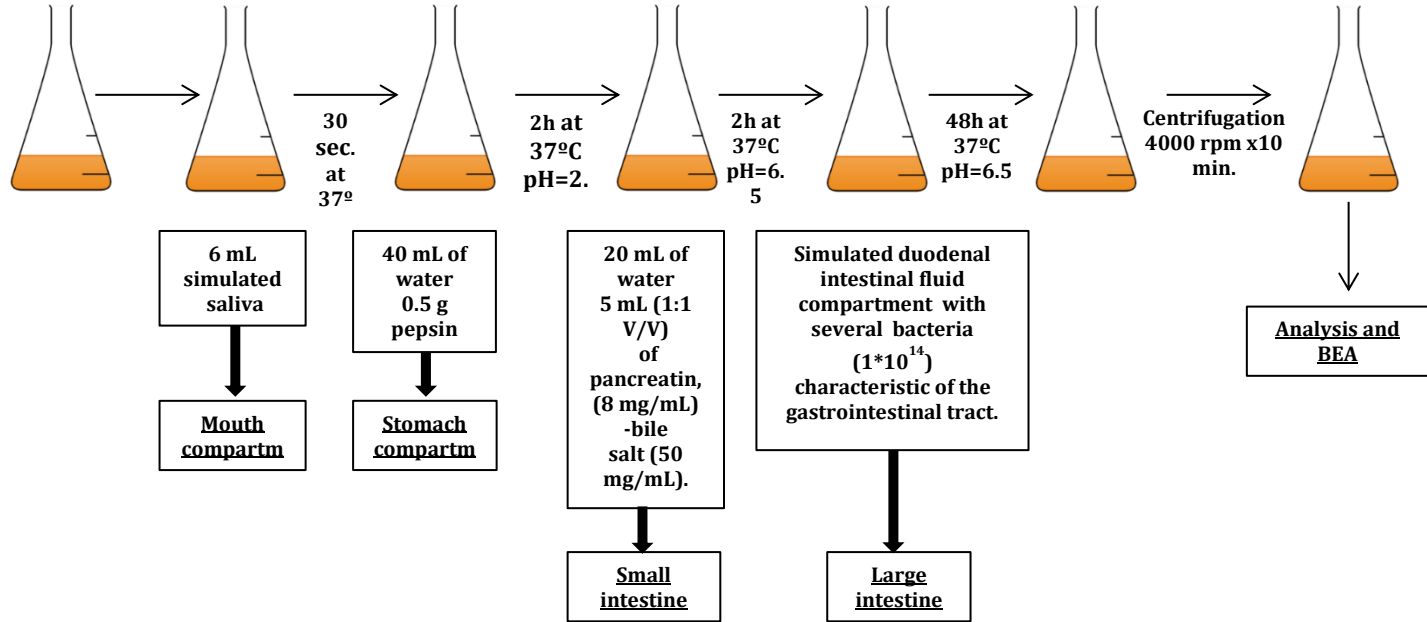 30
sec.
at
37º
2h at
37ºC
pH=2.
2h at
37ºC
pH=6.
5
48h at
37ºC
pH=6.5
Centrifugation
4000 rpm x10
min.
6 mL
simulated
saliva
40 mL of
water
0.5 g
pepsin
20 mL of
water
5 mL (1:1
V/V)
of
pancreatin,
(8 mg/mL)
-bile
salt (50
mg/mL).
Simulated duodenal
intestinal fluid
compartment with
several bacteria
(1*10^14)
characteristic of the
gastrointestinal tract.
Analysis and
BEA
Mouth
compartm
Stomach
compartm
Small
intestine
Large
intestine